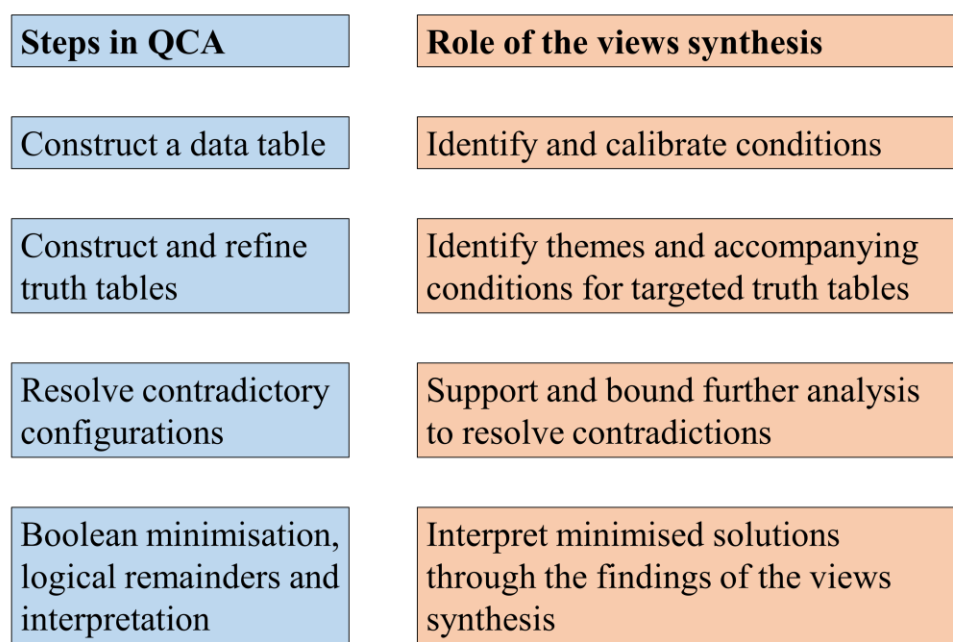 Steps in QCA
Role of the views synthesis
Construct a data table
Identify and calibrate conditions
Construct and refine
truth tables
Identify themes and accompanying
conditions for targeted truth tables
Resolve contradictory
configurations
Support and bound further analysis
to resolve contradictions
Boolean minimisation,
logical remainders and
interpretation
Interpret minimised solutions
through the findings of the views
synthesis